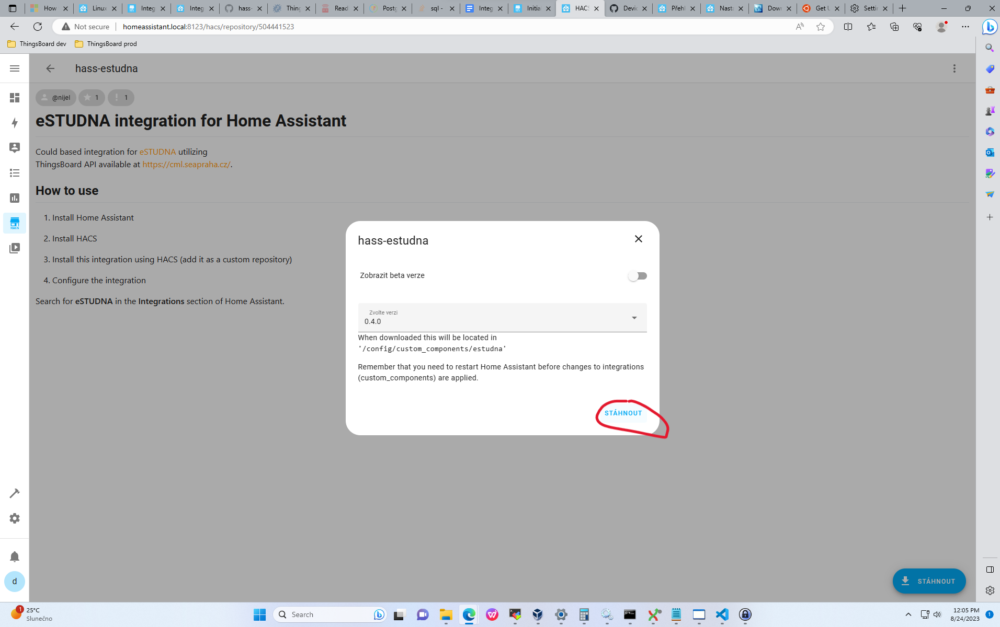 How
Linux
Integ
Integ
hass-
Thing
Read
Postg
sql -
Integ
Initia
HACS
Devic
Přehl
Nasta
Down
Get U
Settin
Not secure
homeassistant.local:8123/hacs/repository/504441523
ThingsBoard dev
ThingsBoard prod
hass-estudna
@nijel
1
1
eSTUDNA integration for Home Assistant
Could based integration for eSTUDNA utilizing
ThingsBoard API available at https://cml.seapraha.cz/.
How to use
1. Install Home Assistant
2. Install HACS
3. Install this integration using HACS (add it as a custom repository)
4. Configure the integration
Search for eSTUDNA in the Integrations section of Home Assistant.
HACS
hass-estudna
Zobrazit beta verze
Zvolte verzi
0.4.0
When downloaded this will be located in
'/config/custom_components/estudna'
Remember that you need to restart Home Assistant before changes to integrations
(custom_components) are applied.
STÁHNOUT
d
STÁHNOUT
1
25°C
Slunečno
Search
12:05 PM
8/24/2023
1